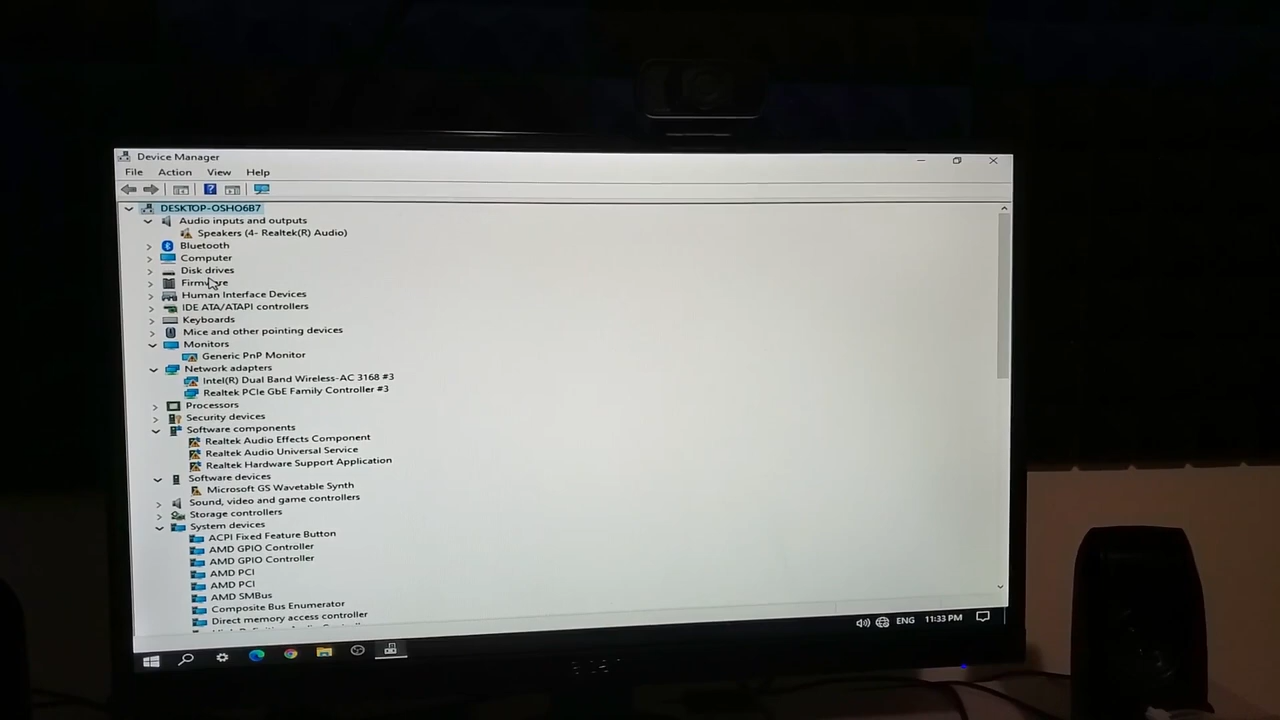 Device Manager
File Action View Help
DESKTOP-OSHO6B7
Audio inputs and outputs
Speakers (4- Realtek(R) Audio)
Bluetooth
Computer
Disk drives
Firmware
Human Interface Devices
IDE ATA/ATAPI controllers
Keyboards
Mice and other pointing devices
Monitors
Generic PnP Monitor
Network adapters
Intel(R) Dual Band Wireless-AC 3168 #3
Realtek PCIe GbE Family Controller #3
Processors
Security devices
Software components
Realtek Audio Effects Component
Realtek Audio Universal Service
Realtek Hardware Support Application
Software devices
Microsoft GS Wavetable Synth
Sound, video and game controllers
Storage controllers
System devices
ACPI Fixed Feature Button
AMD GPIO Controller
AMD GPIO Controller
AMD PCI
AMD PCI
AMD SMBus
Composite Bus Enumerator
Direct memory access controller
ENG 11:33 PM